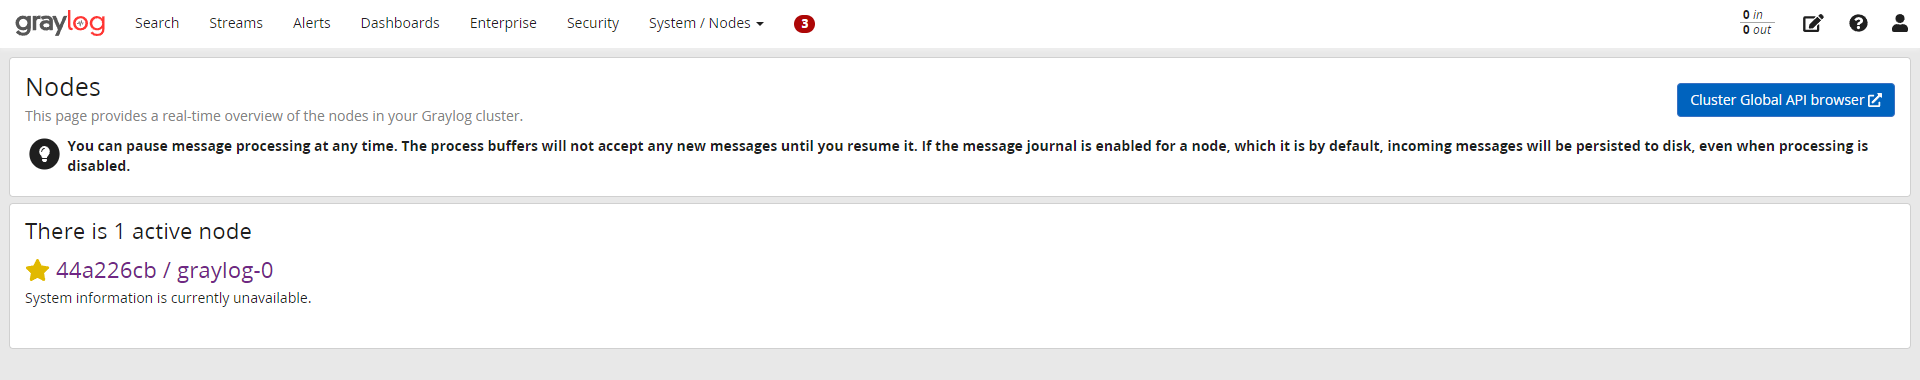 graylog Search Streams Alerts Dashboards Enterprise Security System / Nodes 3 0 in
0 out
Nodes
This page provides a real-time overview of the nodes in your Graylog cluster.
Cluster Global API browser
You can pause message processing at any time. The process buffers will not accept any new messages until you resume it. If the message journal is enabled for a node, which it is by default, incoming messages will be persisted to disk, even when processing is
disabled.
There is 1 active node
44a226cb / graylog-0
System information is currently unavailable.